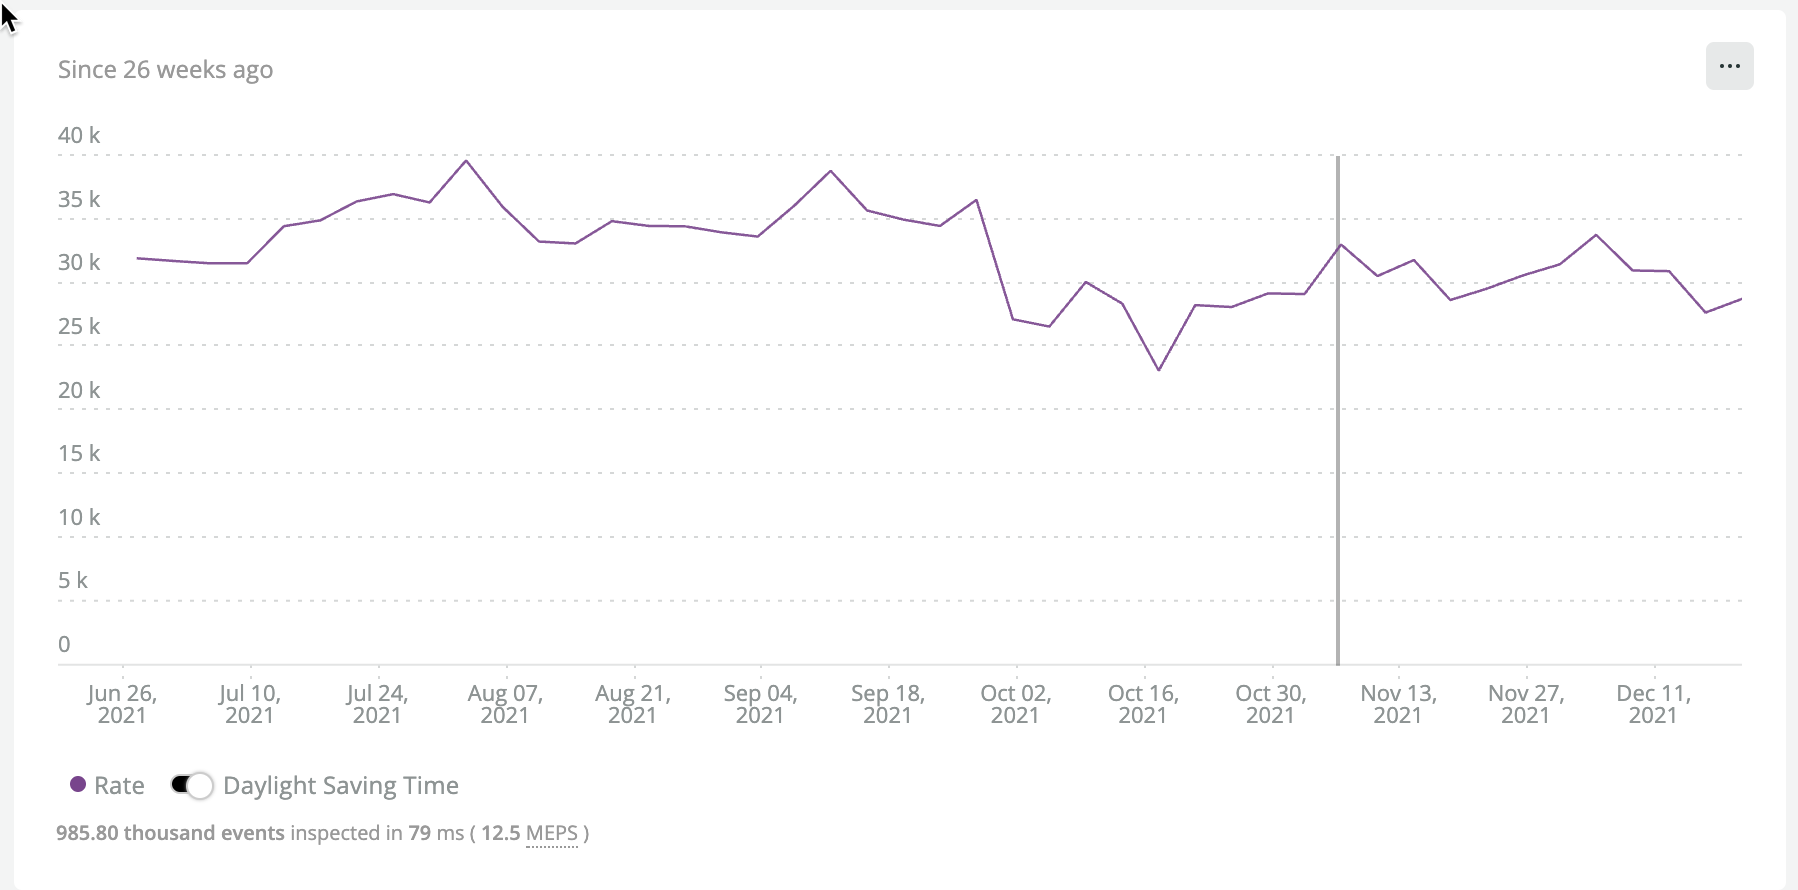 Since 26 weeks ago
...
40 k
35 k
30 k
25 k
20 k
15 k
10 k
5 k
0
Jun 26, 2021
Jul 10, 2021
Jul 24, 2021
Aug 07, 2021
Aug 21, 2021
Sep 04, 2021
Sep 18, 2021
Oct 02, 2021
Oct 16, 2021
Oct 30, 2021
Nov 13, 2021
Nov 27, 2021
Dec 11, 2021
Rate Daylight Saving Time
985.80 thousand events inspected in 79 ms ( 12.5 MEPS )